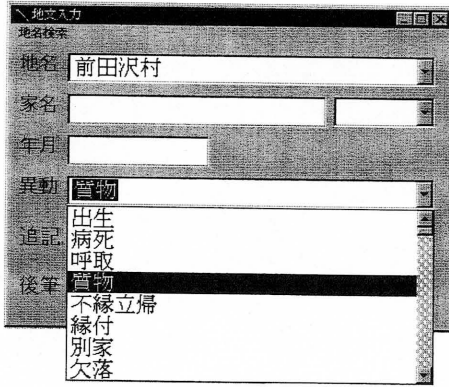 地文入力
地名検索
地名 前田沢村
家名
年月
異動 質物
追記
後筆
出生
病死
呼取
質物
不縁立帰
縁付
別家
欠落